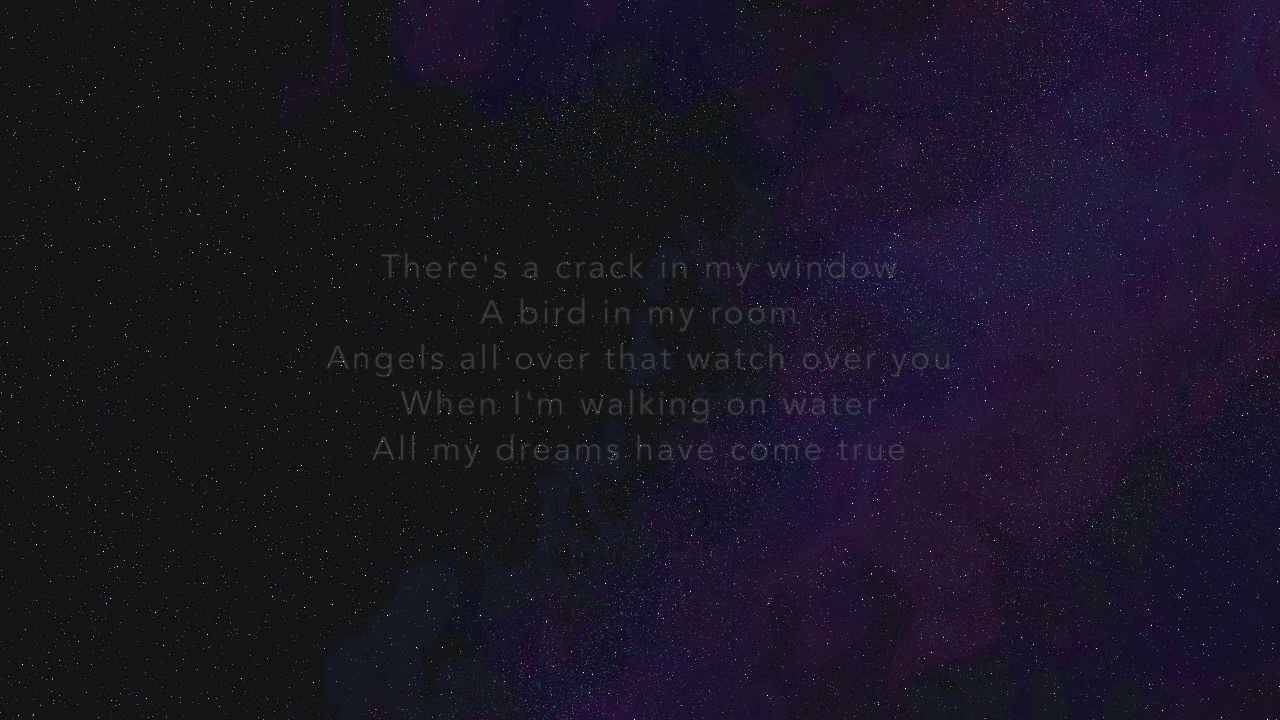 There's a crack in my window
A bird in my room
Angels all over that watch over you
When I'm walking on water
All my dreams have come true